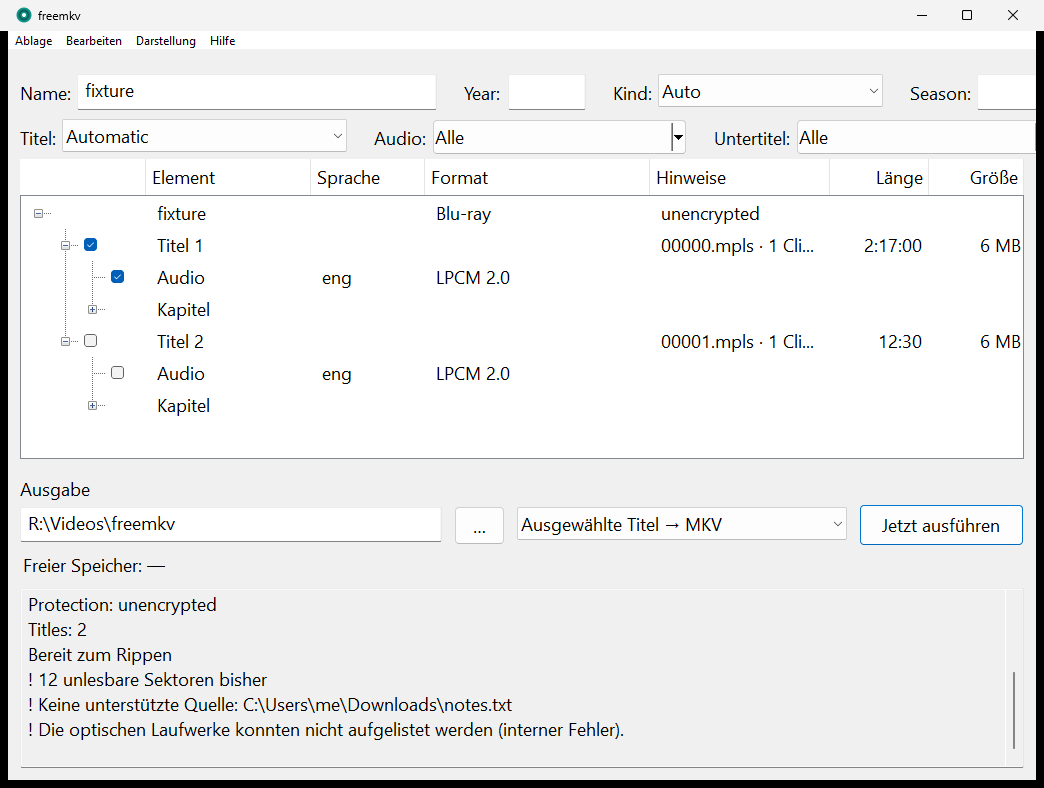 freemkv
Ablage Bearbeiten Darstellung Hilfe
Name: fixture Year: Kind: Auto Season:
Titel: Automatic Audio: Alle Untertitel: Alle
Element Sprache Format Hinweise Länge Größe
fixture Blu-ray unencrypted
Titel 1 00000.mpls · 1 Cli... 2:17:00 6 MB
Audio eng LPCM 2.0
Kapitel
Titel 2 00001.mpls · 1 Cli... 12:30 6 MB
Audio eng LPCM 2.0
Kapitel
Ausgabe
R:\Videos\freemkv ... Ausgewählte Titel → MKV Jetzt ausführen
Freier Speicher: —
Protection: unencrypted
Titles: 2
Bereit zum Rippen
! 12 unlesbare Sektoren bisher
! Keine unterstützte Quelle: C:\Users\me\Downloads\notes.txt
! Die optischen Laufwerke konnten nicht aufgelistet werden (interner Fehler).